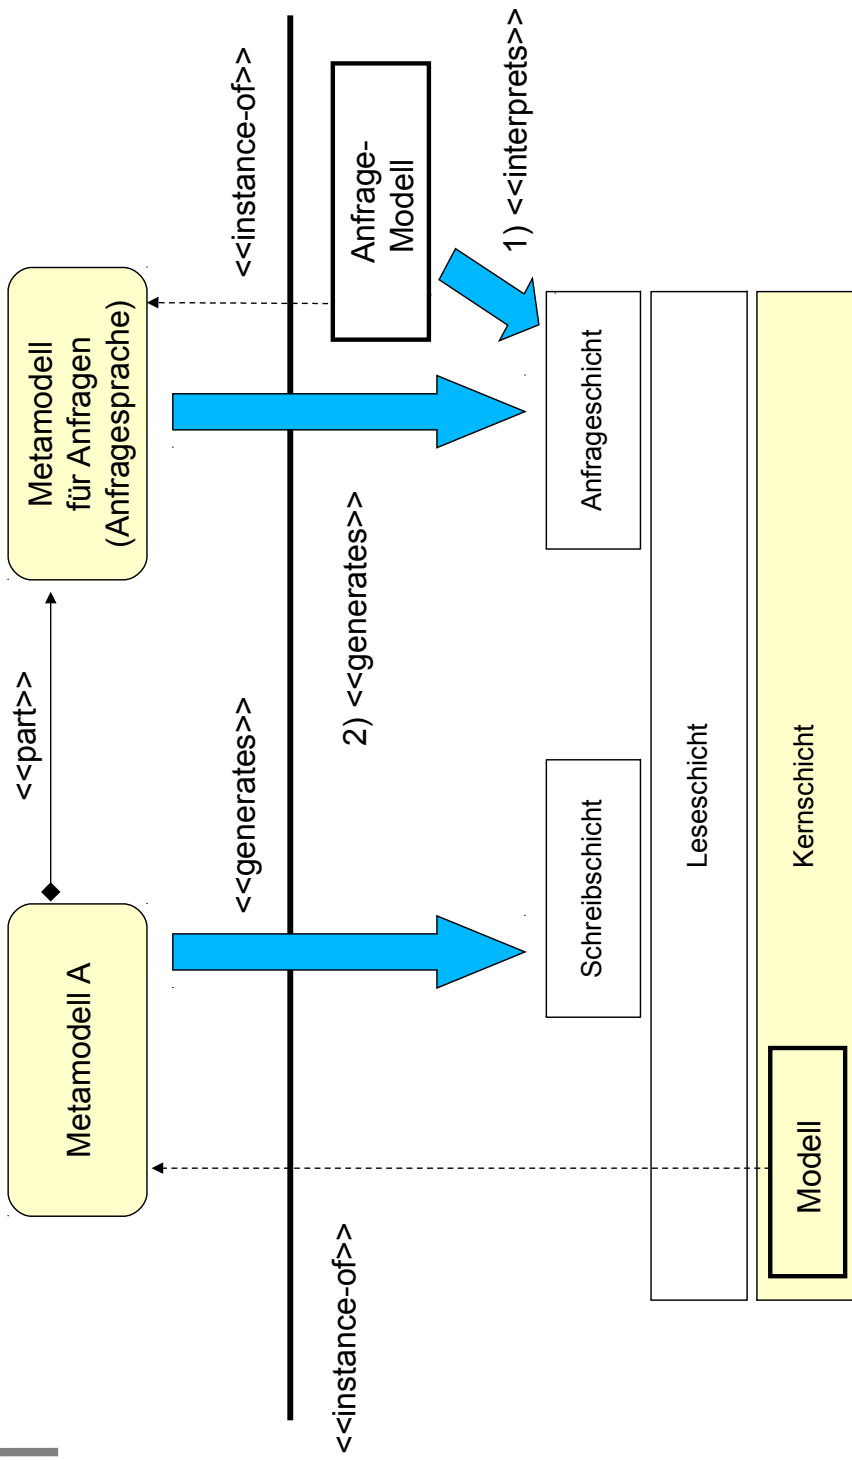 <<part>>
Metamodell A
Metamodell
für Anfragen
(Anfragesprache)
<<generates>>
<<instance-of>>
<<instance-of>>
2) <<generates>>
Anfrage-
Modell
1) <<interprets>>
Schreibschicht
Anfrageschicht
Leseschicht
Modell
Kernschicht